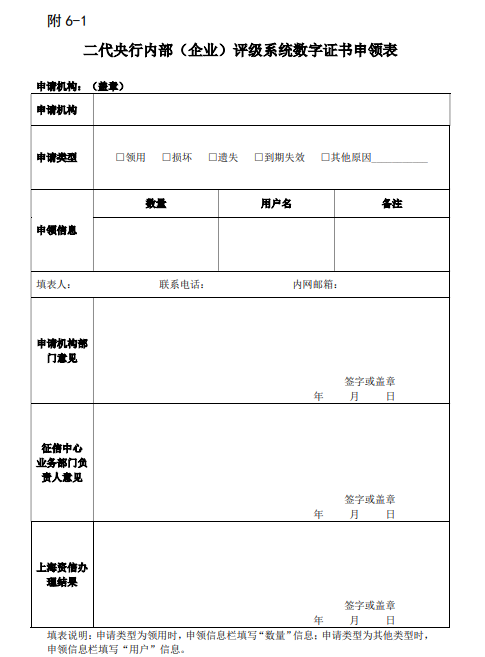 附 6-1
二代央行内部（企业）评级系统数字证书申领表
申请机构：（盖章）
申请机构
申请类型 □领用 □损坏 □遗失 □到期失效 □其他原因__________
申领信息
数量 用户名 备注
填表人： 联系电话： 内网邮箱：
申请机构部
门意见
签字或盖章
年 月 日
征信中心
业务部门负
责人意见
签字或盖章
年 月 日
上海资信办
理结果
签字或盖章
年 月 日
填表说明：申请类型为领用时，申领信息栏填写“数量”信息；申请类型为其他类型时，
申领信息栏填写“用户”信息。